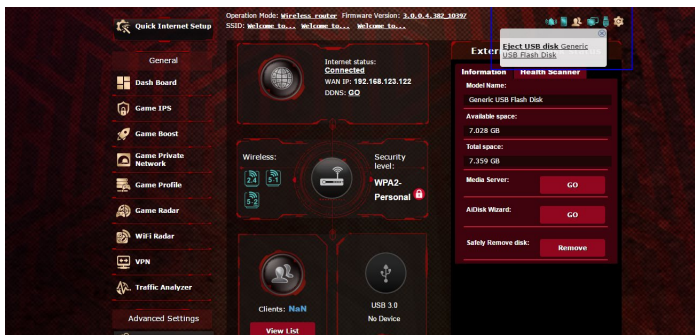 Quick Internet Setup
Operation Mode: Wireless router Firmware Version: 3.0.0.4.382_10397
SSID: Welcome to... Welcome to... Welcome to...
General
Dash Board
Game IPS
Game Boost
Game Private
Network
Game Profile
Game Radar
WiFi Radar
VPN
Traffic Analyzer
Advanced Settings
Internet status:
Connected
WAN IP: 192.168.123.122
DDNS: GO
Wireless:
2.4
5-1
5-2
Security
level:
WPA2-
Personal
Clients: NaN
View List
USB 3.0
No Device
Eject USB disk Generic
USB Flash Disk
Information
Health Scanner
Model Name:
Generic USB Flash Disk
Available space:
7.028 GB
Total space:
7.359 GB
Media Server:
GO
AiDisk Wizard:
GO
Safely Remove disk:
Remove